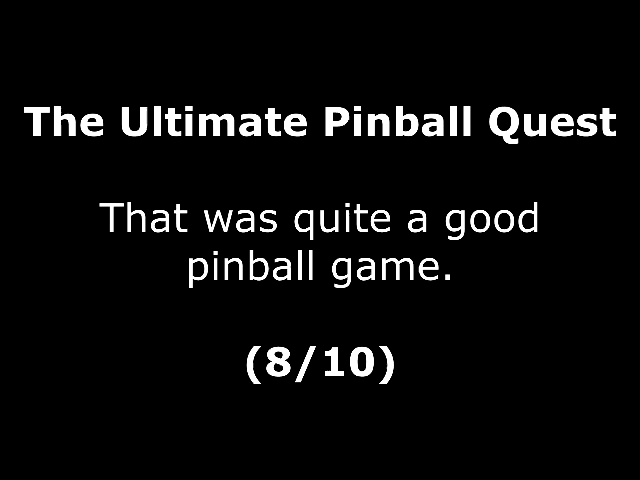 The Ultimate Pinball Quest
That was quite a good
pinball game.
(8/10)